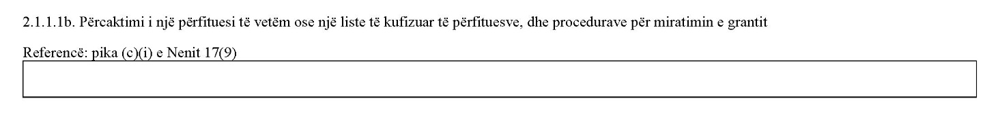 2.1.1.1b. Përcaktimi i një përfituesi të vetëm ose një liste të kufizuar të përfituesve, dhe procedurave për miratimin e grantit
Referencë: pika (c)(i) e Nenit 17(9)